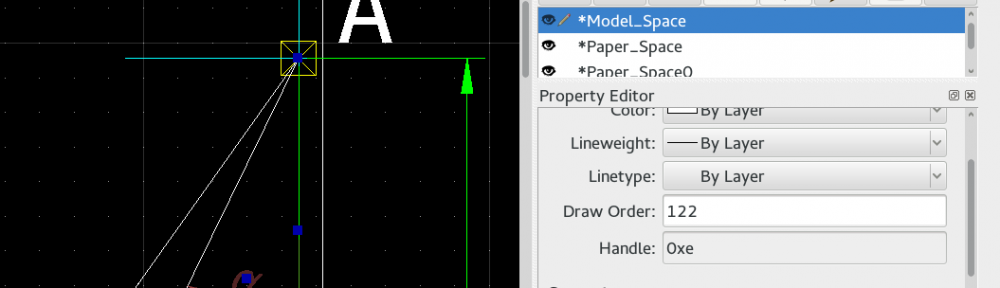 A
*Model_Space
*Paper_Space
*Paper_Space0
Property Editor
Color: By Layer
Lineweight: By Layer
Linetype: By Layer
Draw Order: 122
Handle: 0xe